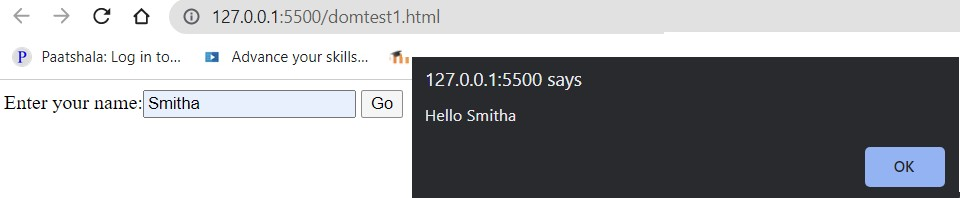 127.0.0.1:5500/domtest1.html
P Paatshala: Log in to... Advance your skills...
127.0.0.1:5500 says
Enter your name:Smitha Go
Hello Smitha
OK